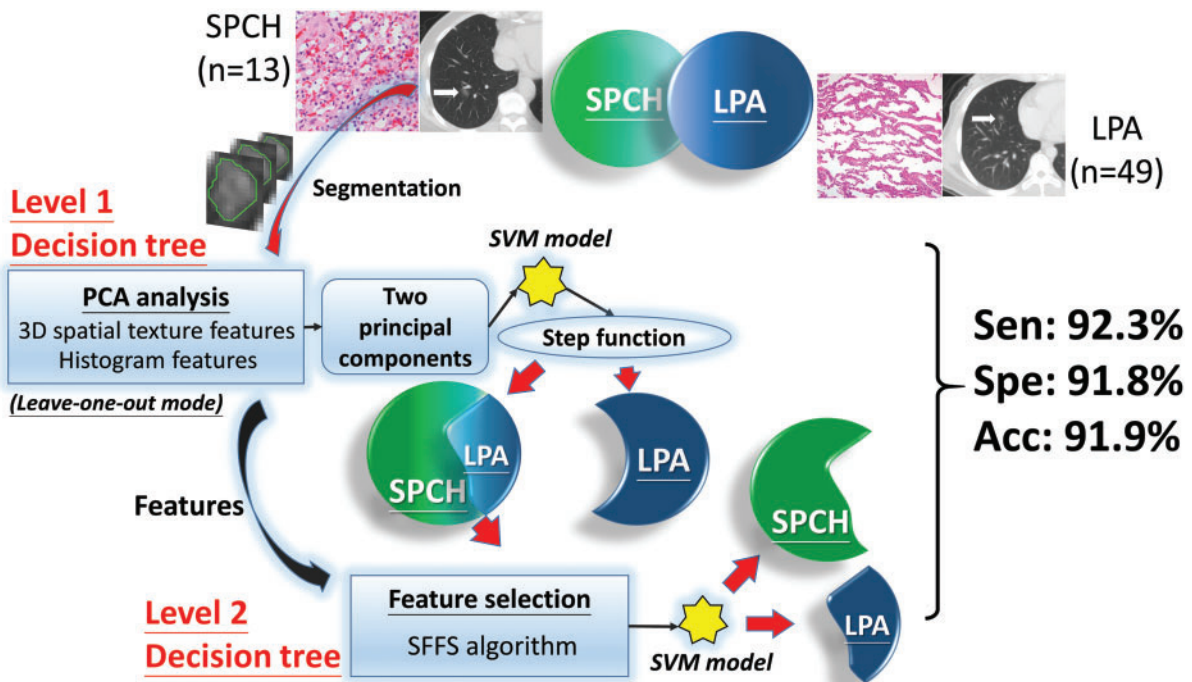 SPCH
(n=13)
SPCH
LPA
LPA
(n=49)
Segmentation
Level 1
Decision tree
SVM model
PCA analysis
3D spatial texture features
Histogram features
(Leave-one-out mode)
Two
principal
components
Step function
Sen: 92.3%
Spe: 91.8%
Acc: 91.9%
LPA
SPCH
LPA
SPCH
Features
Level 2
Decision tree
Feature selection
SFFS algorithm
SVM model
LPA